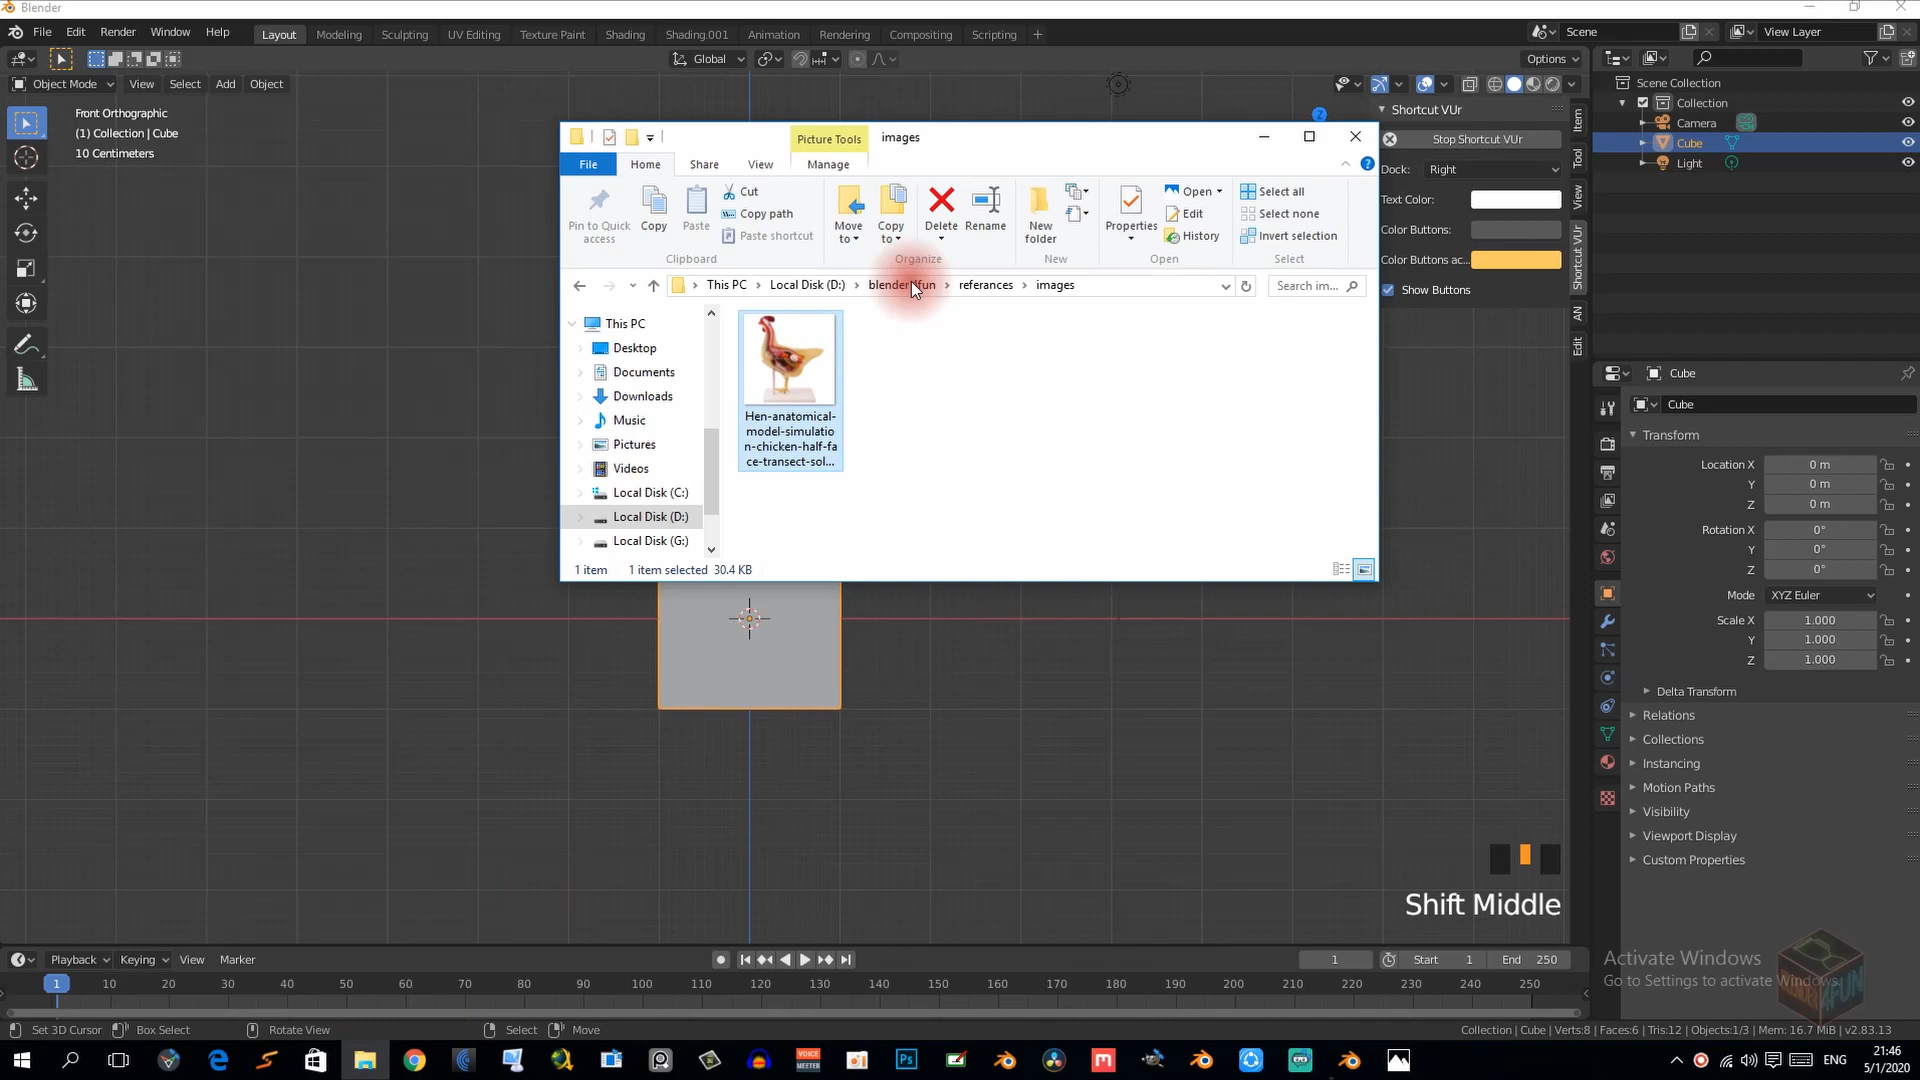 Blender
File Edit Render Window Help
Layout Modeling Sculpting UV Editing Texture Paint Shading Shading.001 Animation Rendering Compositing Scripting +
Scene
View Layer
Global
Options
Object Mode View Select Add Object
Front Orthographic
(1) Collection | Cube
10 Centimeters
Picture Tools
images
File Home Share View Manage
Pin to Quick access
Copy
Paste
Cut
Copy path
Paste shortcut
Clipboard
Move to
Copy to
Delete
Rename
Organize
New folder
New
Properties
Open
Edit
History
Open
Select all
Select none
Invert selection
Select
This PC
Local Disk (D:)
referances
images
Search im...
This PC
Desktop
Documents
Downloads
Music
Pictures
Videos
Local Disk (C:)
Local Disk (D:)
Local Disk (G:)
Hen-anatomical-
model-simulatio
n-chicken-half-fa
ce-transect-sol...
1 item 1 item selected 30.4 KB
Shortcut VUr
Stop Shortcut VUr
Dock: Right
Text Color:
Color Buttons:
Color Buttons ac...
Show Buttons
Item
Tool
View
Shortcut VUr
AN
Edit
Scene Collection
Collection
Camera
Cube
Light
Cube
Cube
Transform
Location X 0 m
Y 0 m
Z 0 m
Rotation X 0°
Y 0°
Z 0°
Mode XYZ Euler
Scale X 1.000
Y 1.000
Z 1.000
Delta Transform
Relations
Collections
Instancing
Motion Paths
Visibility
Viewport Display
Custom Properties
Shift Middle
Activate Windows
Go to Settings to activate Windows.
Playback Keying View Marker
1
Start 1
End 250
1 10 20 30 40 50 60 70 80 90 100 110 120 130 140 150 160 170 180 190 200 210 220 230 240 250
Set 3D Cursor Box Select Rotate View Select Move
Collection | Cube | Verts:8 | Faces:6 | Tris:12 | Objects:1/3 | Mem: 16.7 MiB | v2.83.13
VOICE
MEETER
Ps
ENG
21:46
5/1/2020